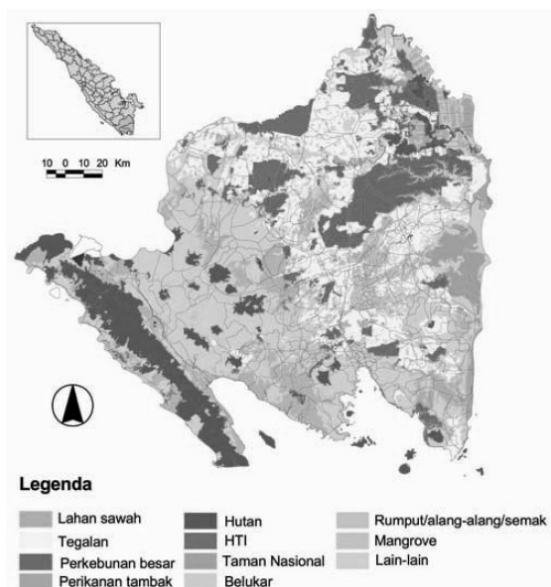 10 0 10 20 Km
Legenda
Lahan sawah
Tegalan
Perkebunan besar
Perikanan tambak
Hutan
HTI
Taman Nasional
Belukar
Rumput/alang-alang/semak
Mangrove
Lain-lain